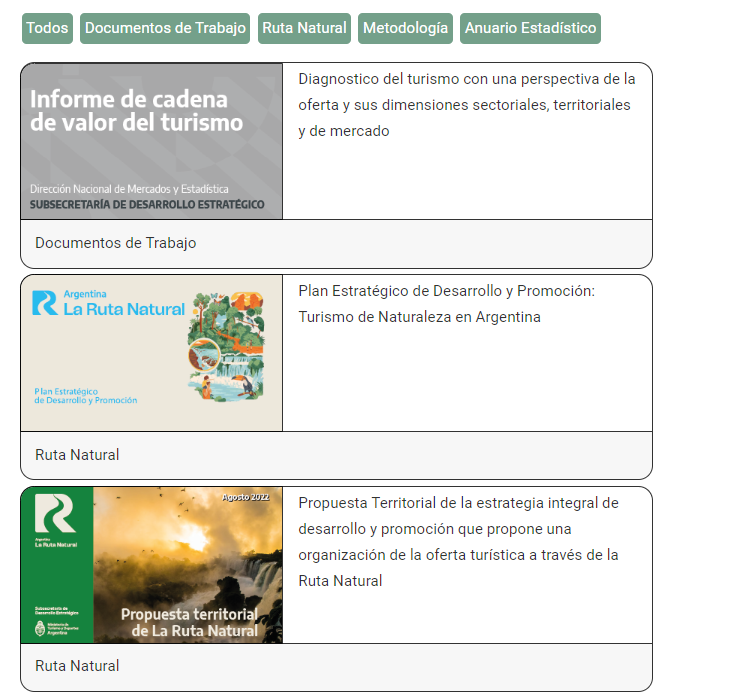 Todos Documentos de Trabajo Ruta Natural Metodología Anuario Estadístico
Informe de cadena
de valor del turismo
Dirección Nacional de Mercados y Estadística
SUBSECRETARÍA DE DESARROLLO ESTRATÉGICO
Diagnostico del turismo con una perspectiva de la
oferta y sus dimensiones sectoriales, territoriales
y de mercado
Documentos de Trabajo
Argentina
La Ruta Natural
Plan Estratégico
de Desarrollo y Promoción
Plan Estratégico de Desarrollo y Promoción:
Turismo de Naturaleza en Argentina
Ruta Natural
Agosto 2022
Argentina
La Ruta Natural
Subsecretaría de
Desarrollo Estratégico
Ministerio de
Turismo y Deportes
Argentina
Propuesta territorial
de La Ruta Natural
Propuesta Territorial de la estrategia integral de
desarrollo y promoción que propone una
organización de la oferta turística a través de la
Ruta Natural
Ruta Natural